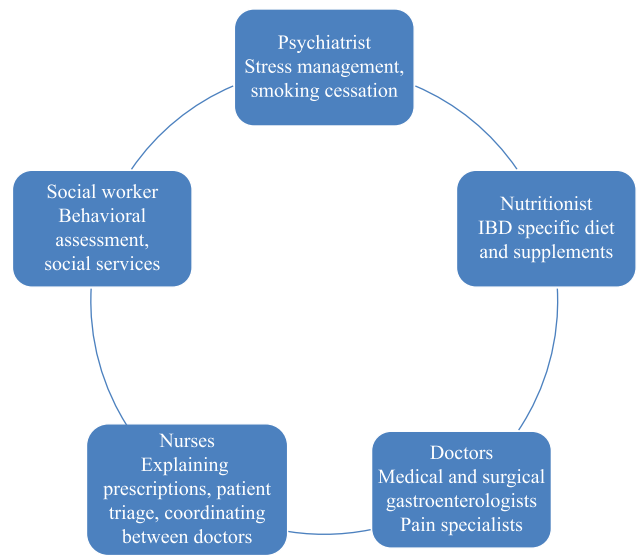 Psychiatrist
Stress management,
smoking cessation
Nutritionist
IBD specific diet
and supplements
Doctors
Medical and surgical
gastroenterologists
Pain specialists
Nurses
Explaining
prescriptions, patient
triage, coordinating
between doctors
Social worker
Behavioral
assessment,
social services